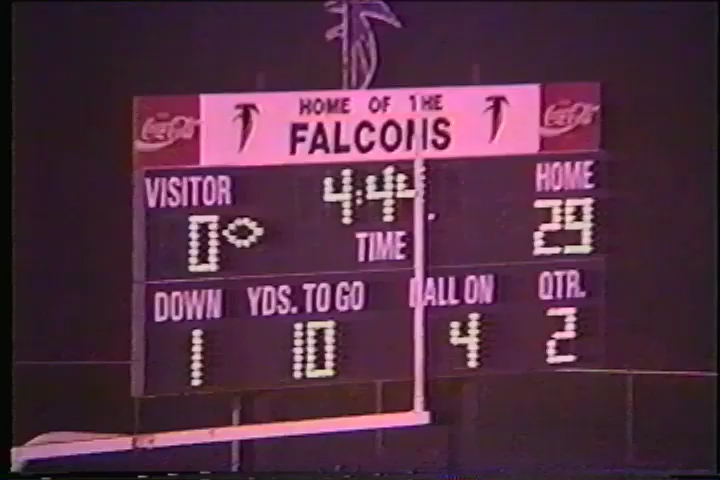 HOME OF THE
Coca-Cola FALCONS Coca-Cola
VISITOR 4:4 HOME
0 29
TIME
DOWN YDS. TO GO BALL ON QTR.
1 10 4 2